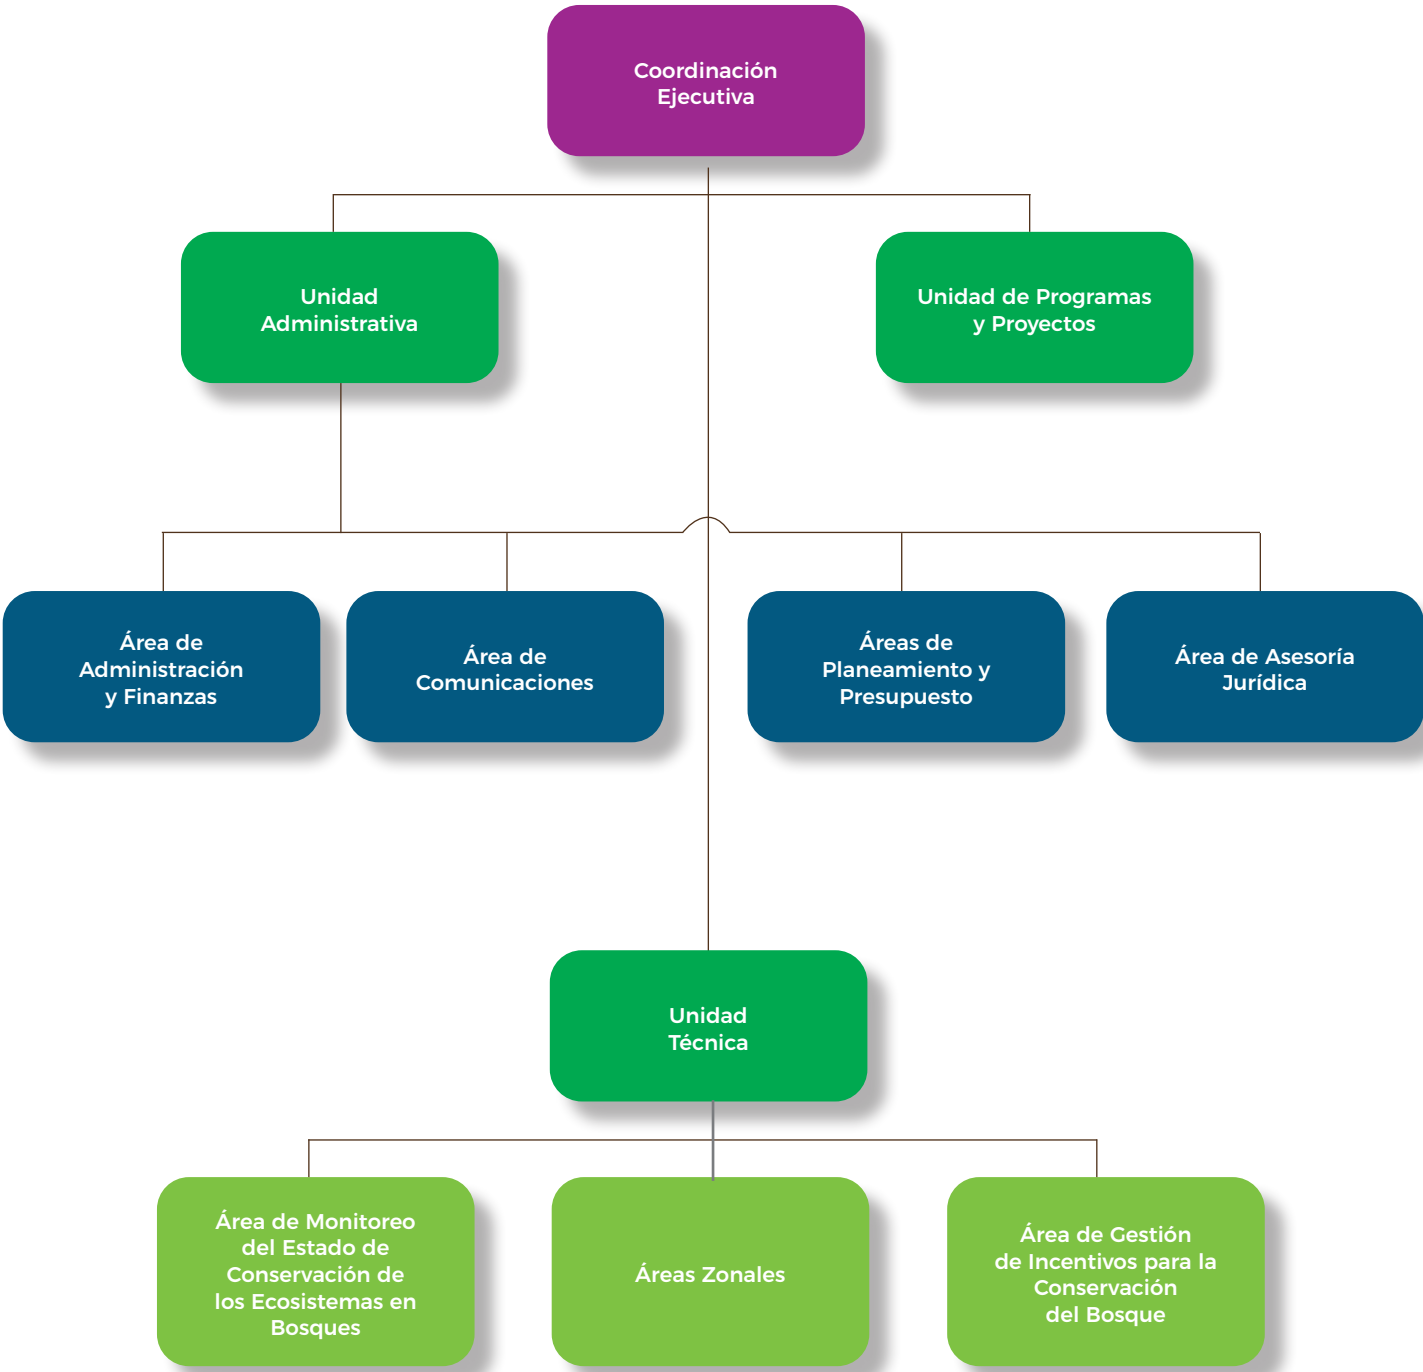 Coordinación
Ejecutiva
Unidad
Administrativa
Unidad de Programas
y Proyectos
Área de
Administración
y Finanzas
Área de
Comunicaciones
Áreas de
Planeamiento y
Presupuesto
Área de Asesoría
Jurídica
Unidad
Técnica
Área de Monitoreo
del Estado de
Conservación de
los Ecosistemas en
Bosques
Áreas Zonales
Área de Gestión
de Incentivos para la
Conservación
del Bosque